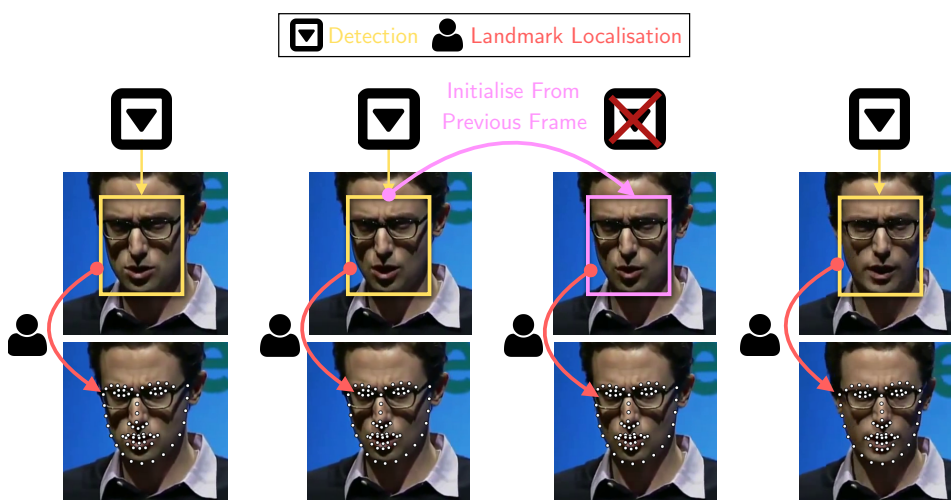 Detection Landmark Localisation
Initialise From
Previous Frame
e
e
e
e